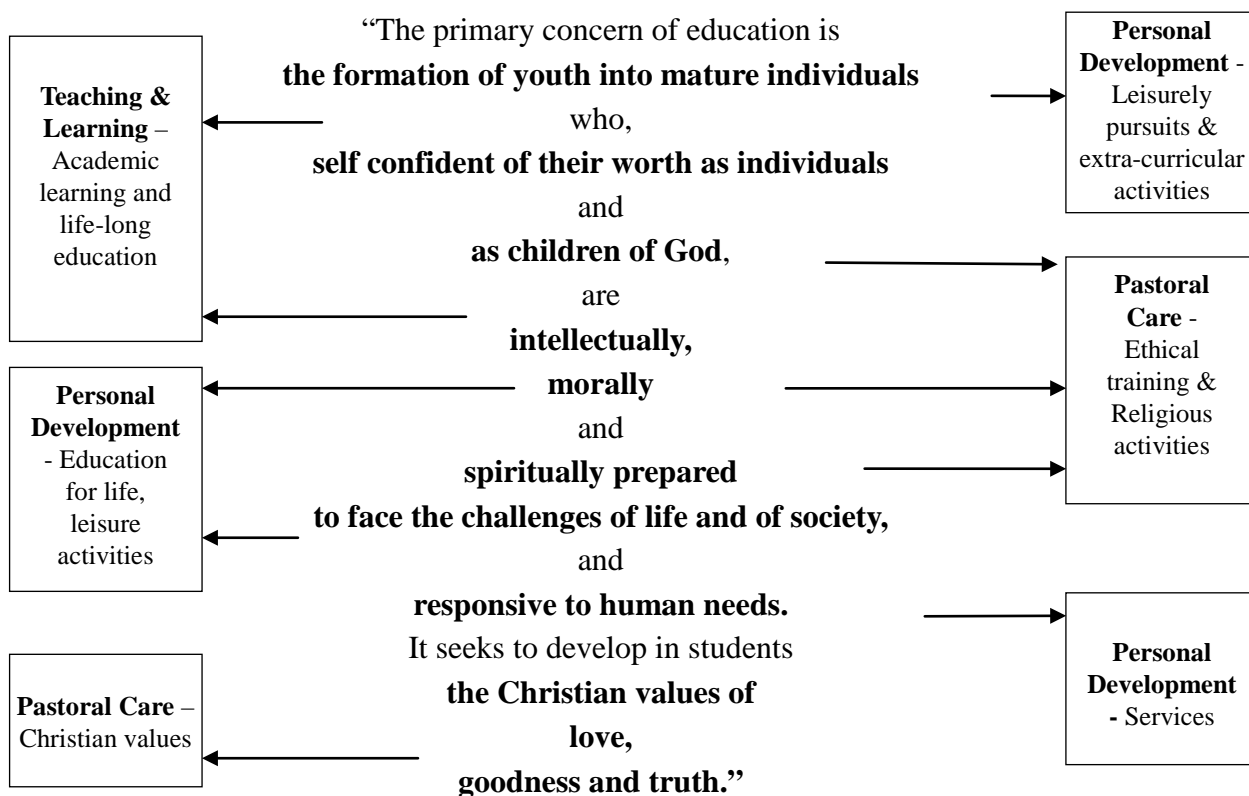 “The primary concern of education is
the formation of youth into mature individuals
who,
self confident of their worth as individuals
and
as children of God,
are
intellectually,
morally
and
spiritually prepared
to face the challenges of life and of society,
and
responsive to human needs.
It seeks to develop in students
the Christian values of
love,
goodness and truth.”
Teaching &
Learning –
Academic
learning and
life-long
education
Personal
Development
- Education
for life,
leisure
activities
Pastoral Care –
Christian values
Personal
Development -
Leisurely
pursuits &
extra-curricular
activities
Pastoral
Care -
Ethical
training &
Religious
activities
Personal
Development
- Services